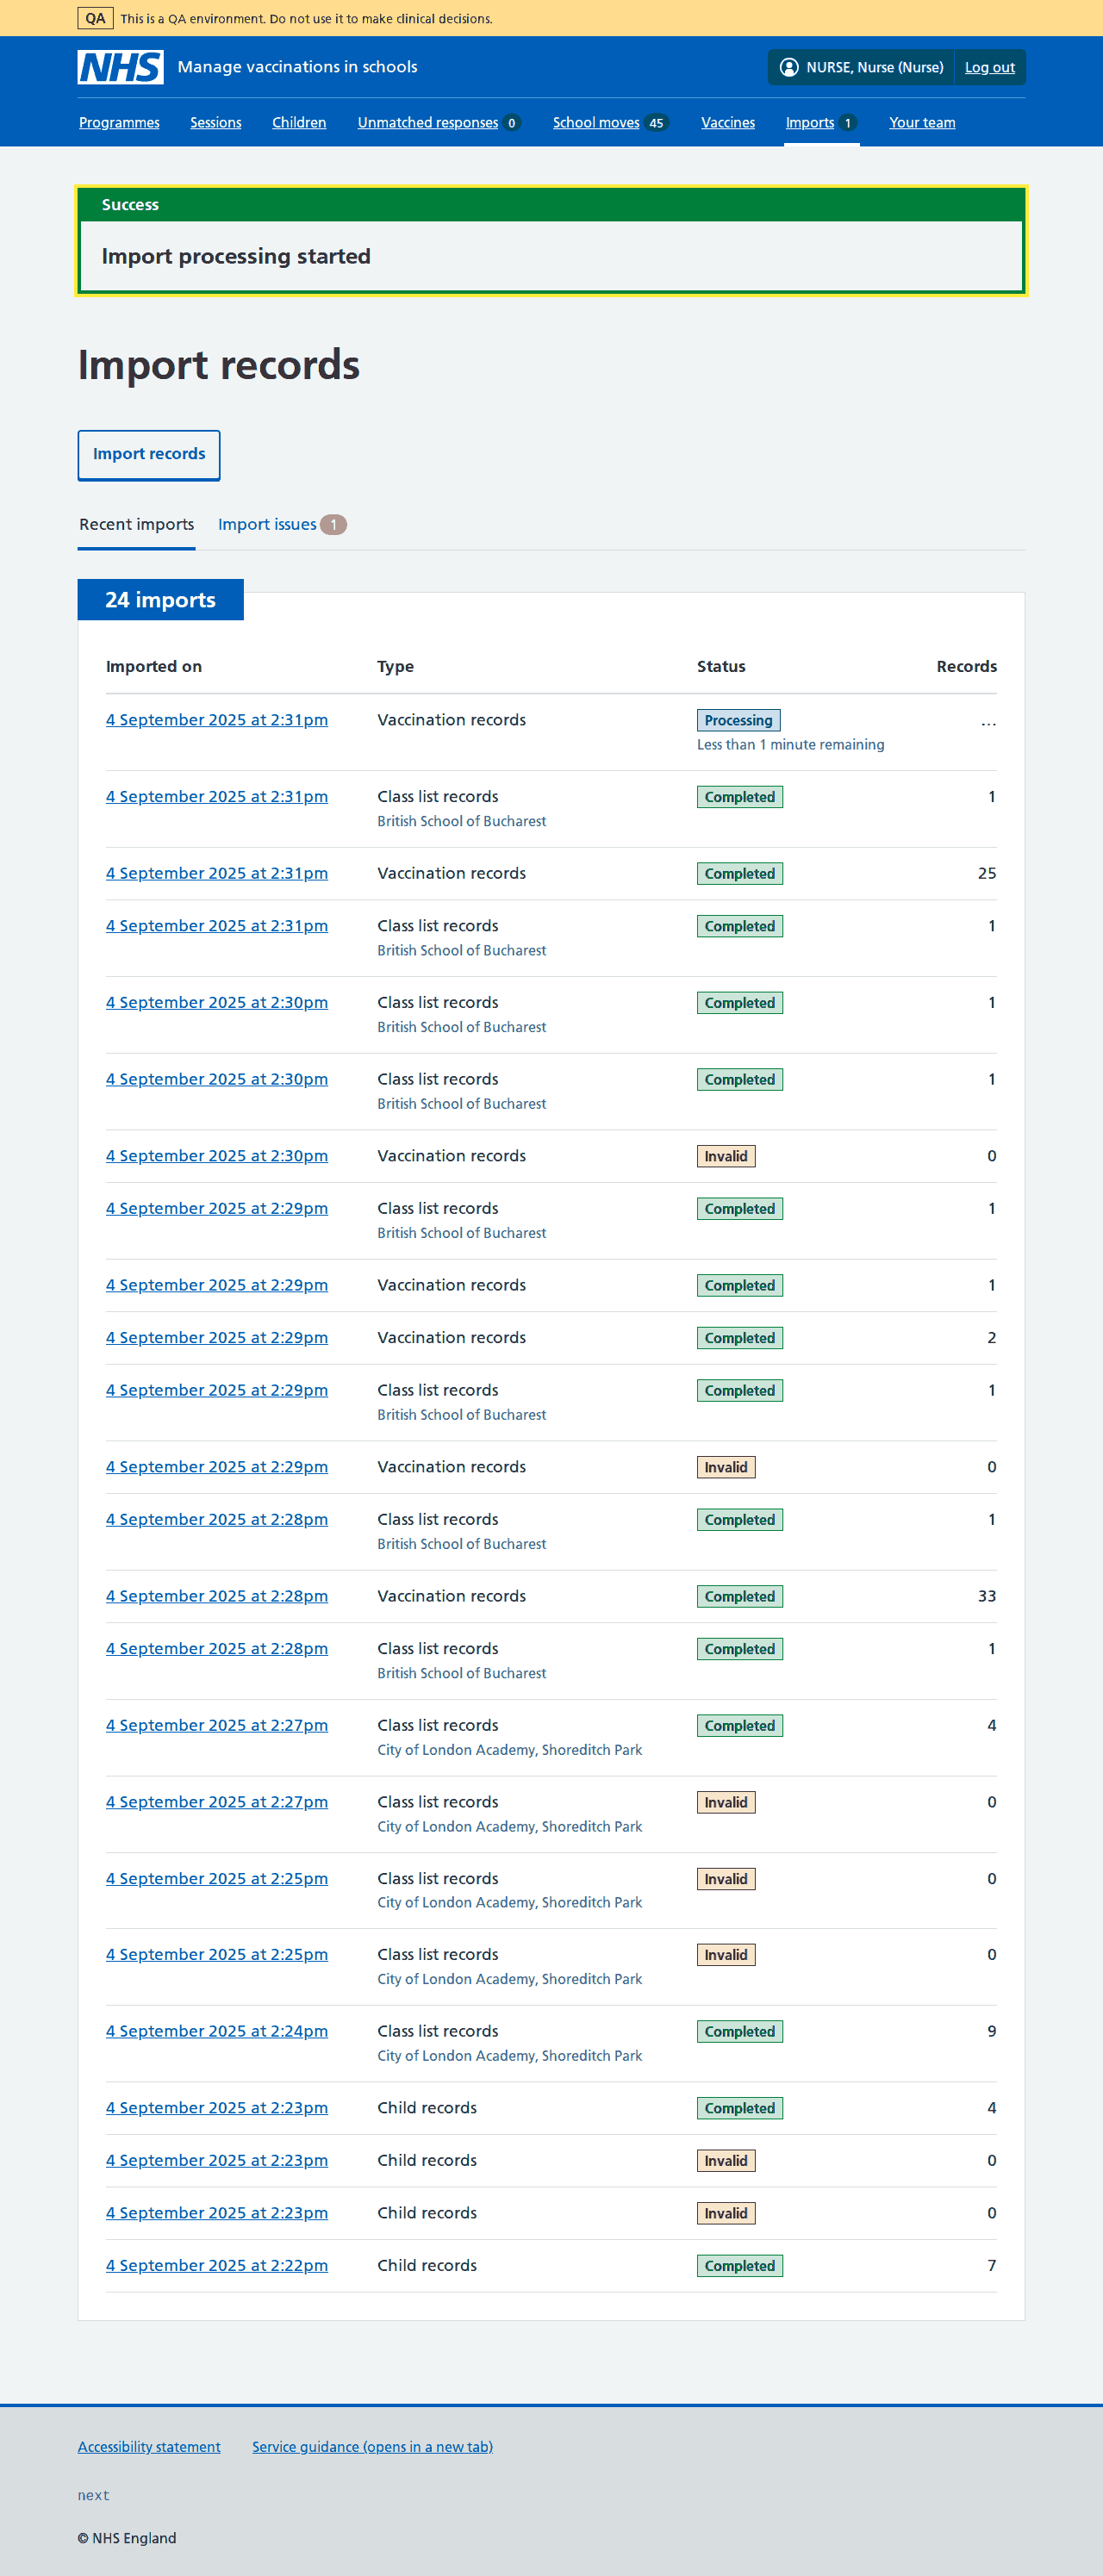 QA This is a QA environment. Do not use it to make clinical decisions.
NHS Manage vaccinations in schools NURSE, Nurse (Nurse) Log out
Programmes Sessions Children Unmatched responses 0 School moves 45 Vaccines Imports 1 Your team
Success
Import processing started
Import records
Import records
Recent imports Import issues 1
24 imports
Imported on Type Status Records
4 September 2025 at 2:31pm Vaccination records Processing ...
Less than 1 minute remaining
4 September 2025 at 2:31pm Class list records Completed 1
British School of Bucharest
4 September 2025 at 2:31pm Vaccination records Completed 25
4 September 2025 at 2:31pm Class list records Completed 1
British School of Bucharest
4 September 2025 at 2:30pm Class list records Completed 1
British School of Bucharest
4 September 2025 at 2:30pm Class list records Completed 1
British School of Bucharest
4 September 2025 at 2:30pm Vaccination records Invalid 0
4 September 2025 at 2:29pm Class list records Completed 1
British School of Bucharest
4 September 2025 at 2:29pm Vaccination records Completed 1
4 September 2025 at 2:29pm Vaccination records Completed 2
4 September 2025 at 2:29pm Class list records Completed 1
British School of Bucharest
4 September 2025 at 2:29pm Vaccination records Invalid 0
4 September 2025 at 2:28pm Class list records Completed 1
British School of Bucharest
4 September 2025 at 2:28pm Vaccination records Completed 33
4 September 2025 at 2:28pm Class list records Completed 1
British School of Bucharest
4 September 2025 at 2:27pm Class list records Completed 4
City of London Academy, Shoreditch Park
4 September 2025 at 2:27pm Class list records Invalid 0
City of London Academy, Shoreditch Park
4 September 2025 at 2:25pm Class list records Invalid 0
City of London Academy, Shoreditch Park
4 September 2025 at 2:25pm Class list records Invalid 0
City of London Academy, Shoreditch Park
4 September 2025 at 2:24pm Class list records Completed 9
City of London Academy, Shoreditch Park
4 September 2025 at 2:23pm Child records Completed 4
4 September 2025 at 2:23pm Child records Invalid 0
4 September 2025 at 2:23pm Child records Invalid 0
4 September 2025 at 2:22pm Child records Completed 7
Accessibility statement Service guidance (opens in a new tab)
next
© NHS England